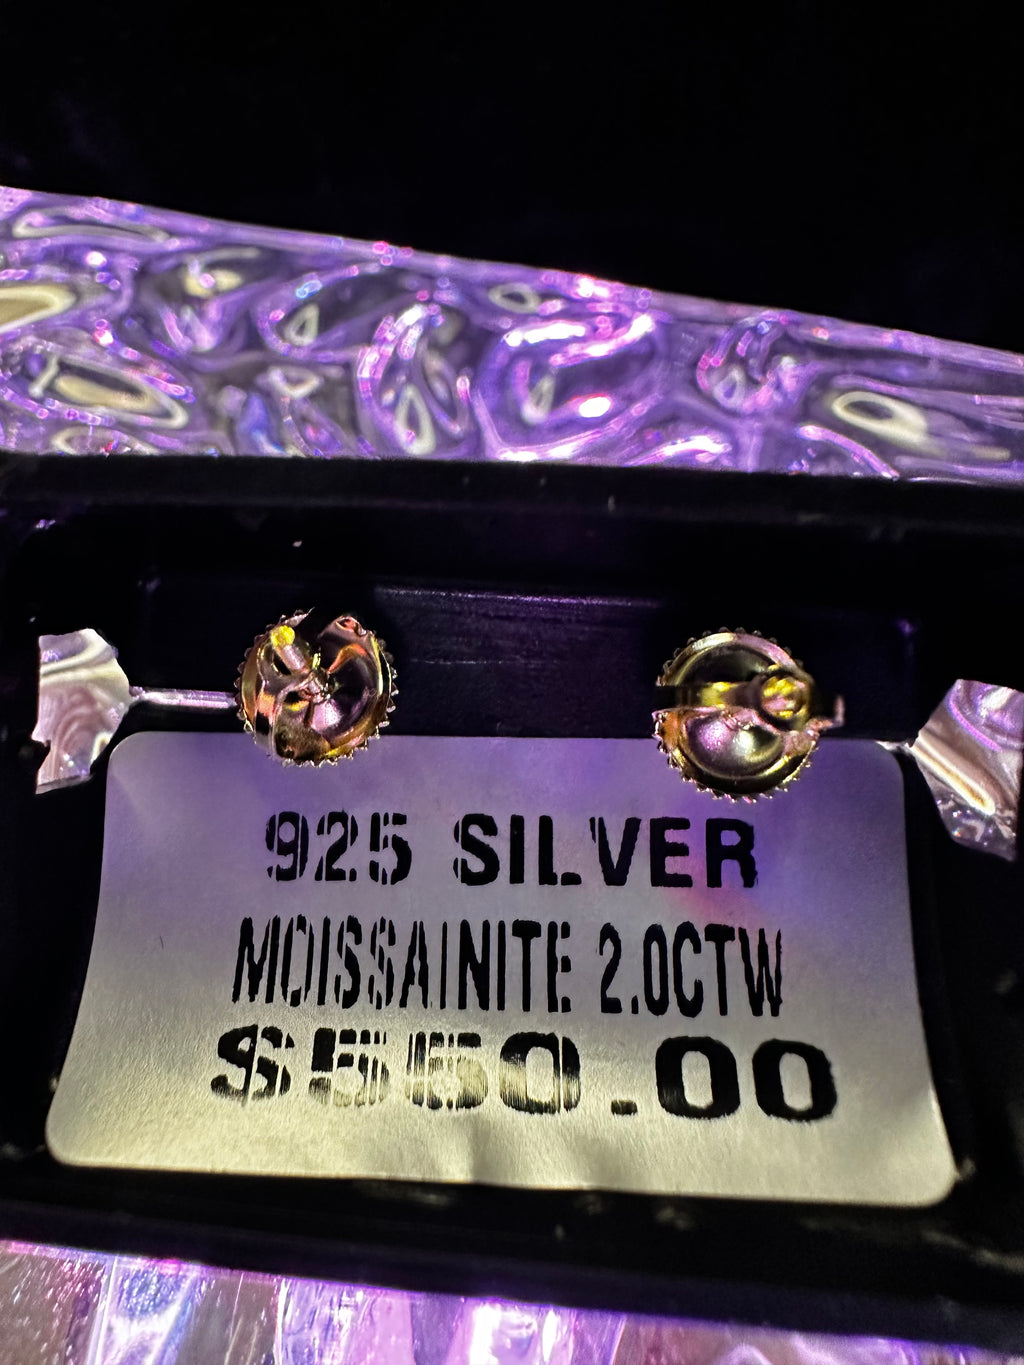 925 SILVER
MOISSAINITE 2.0CTW
$550.00